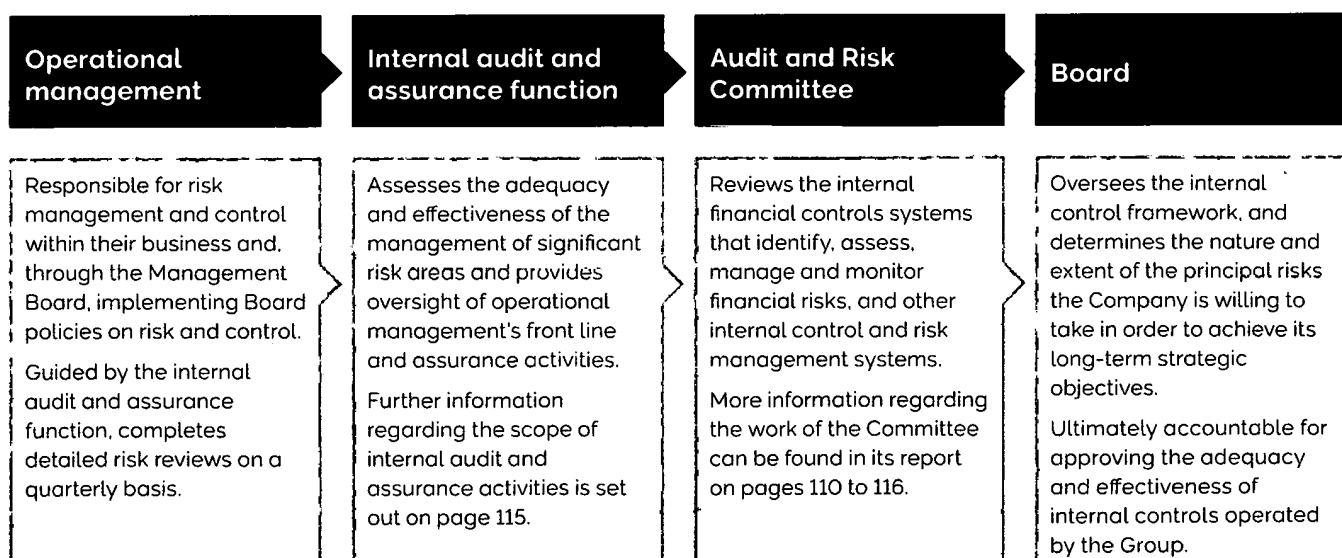 Operational
management
Responsible for risk
management and control
within their business and,
through the Management
Board, implementing Board
policies on risk and control.
Guided by the internal
audit and assurance
function, completes
detailed risk reviews on a
quarterly basis.
Internal audit and
assurance function
Assesses the adequacy
and effectiveness of the
management of significant
risk areas and provides
oversight of operational
management's front line
and assurance activities.
Further information
regarding the scope of
internal audit and
assurance activities is set
out on page 115.
Audit and Risk
Committee
Reviews the internal
financial controls systems
that identify, assess,
manage and monitor
financial risks, and other
internal control and risk
management systems.
More information regarding
the work of the Committee
can be found in its report
on pages 110 to 116.
Board
Oversees the internal
control framework, and
determines the nature and
extent of the principal risks
the Company is willing to
take in order to achieve its
long-term strategic
objectives.
Ultimately accountable for
approving the adequacy
and effectiveness of
internal controls operated
by the Group.